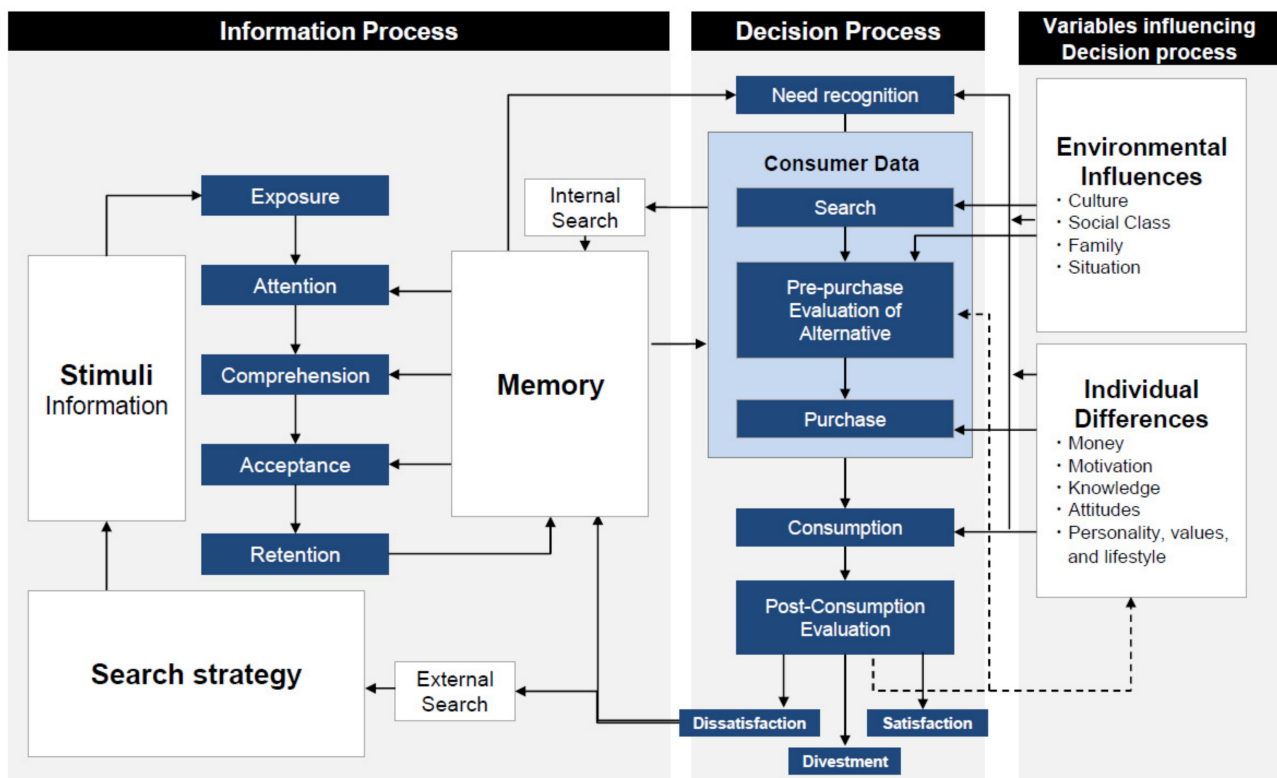 Information Process
Decision Process
Variables influencing
Decision process
Need recognition
Consumer Data
Search
Pre-purchase
Evaluation of
Alternative
Purchase
Consumption
Post-Consumption
Evaluation
Dissatisfaction
Satisfaction
Divestment
Exposure
Attention
Comprehension
Acceptance
Retention
Internal
Search
Memory
Stimuli
Information
Search strategy
External
Search
Environmental
Influences
・Culture
・Social Class
・Family
・Situation
Individual
Differences
・Money
・Motivation
・Knowledge
・Attitudes
・Personality, values,
and lifestyle